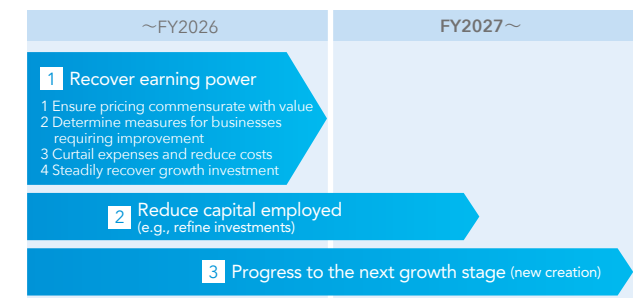 ～FY2026
FY2027～
1 Recover earning power
1 Ensure pricing commensurate with value
2 Determine measures for businesses
requiring improvement
3 Curtail expenses and reduce costs
4 Steadily recover growth investment
2 Reduce capital employed
(e.g., refine investments)
3 Progress to the next growth stage (new creation)